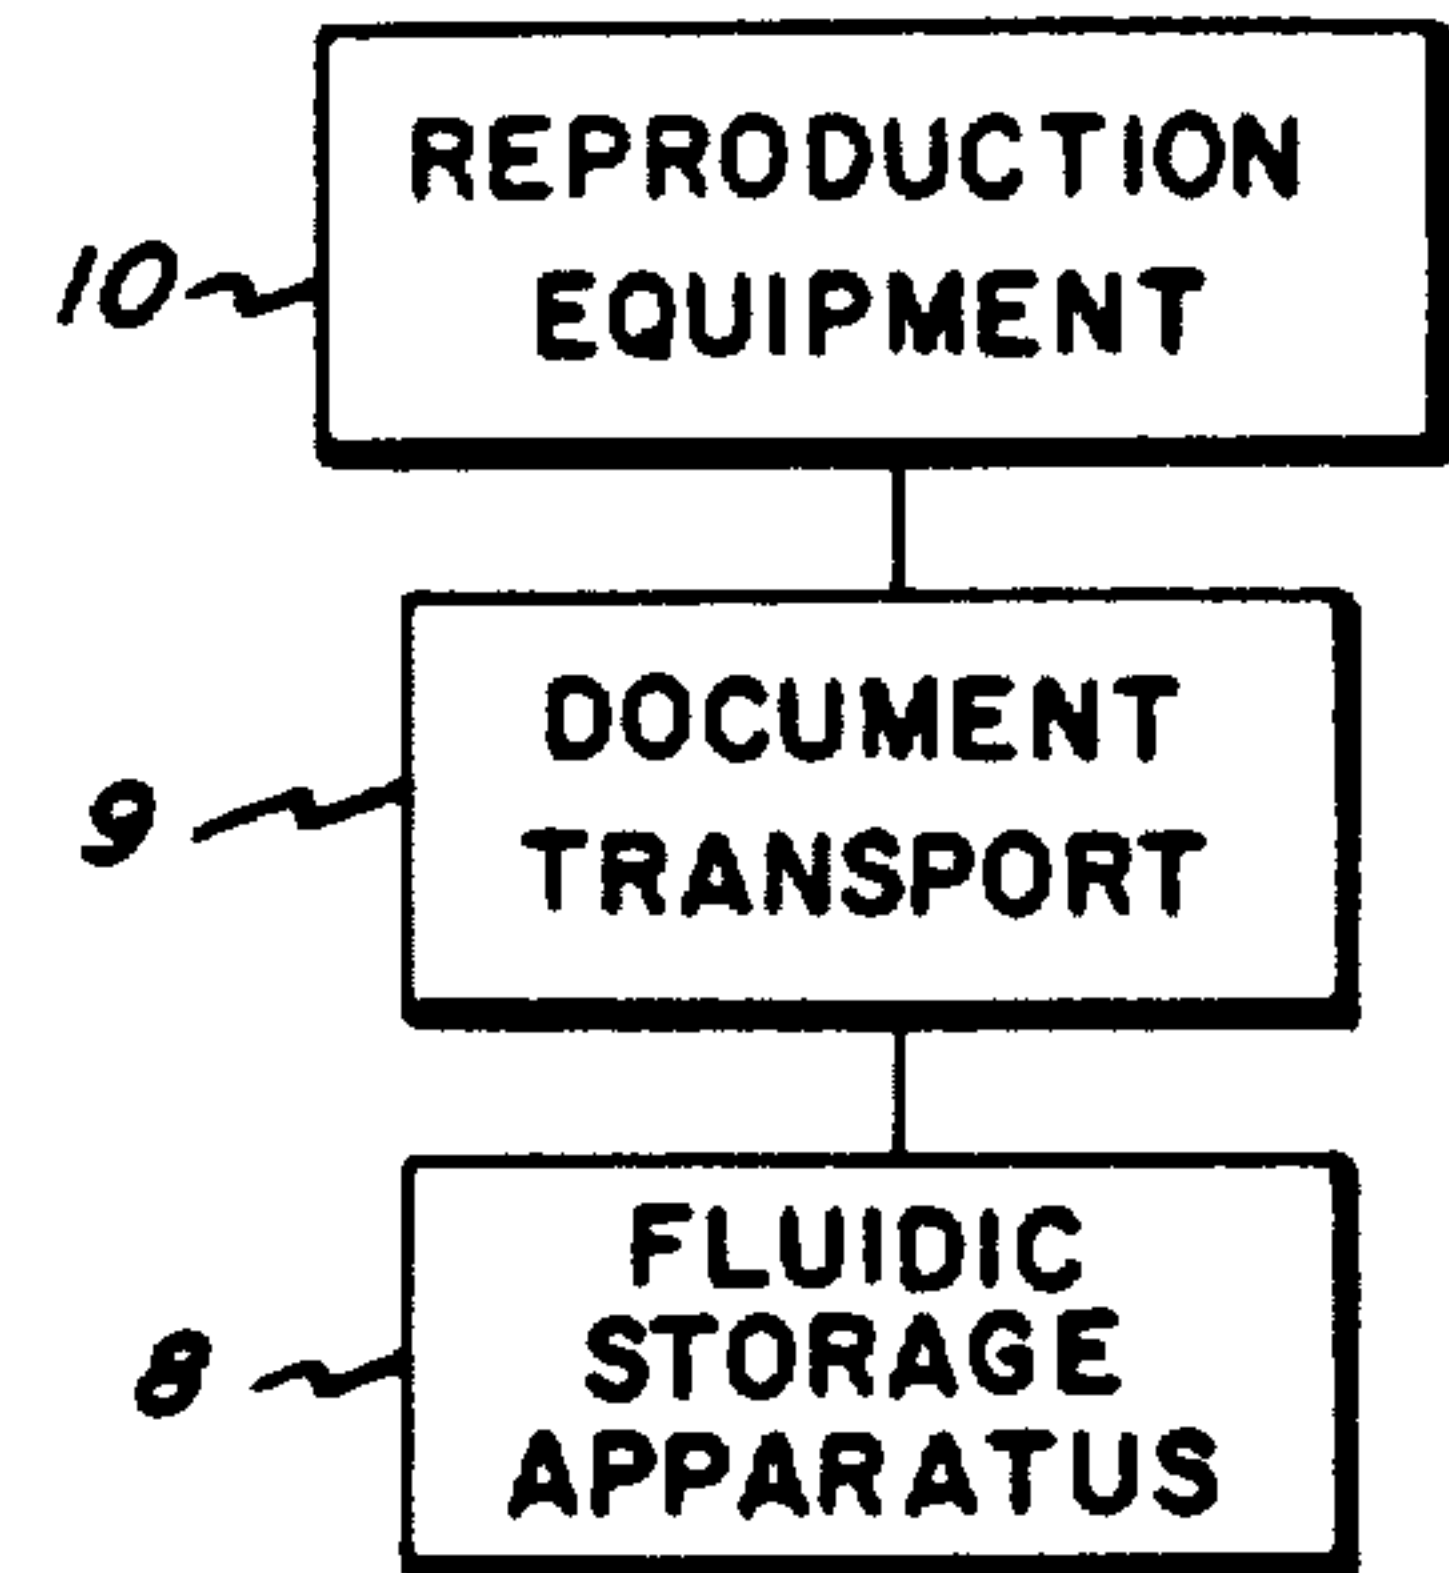 REPRODUCTION
10 EQUIPMENT
DOCUMENT
9 TRANSPORT
FLUIDIC
8 STORAGE
APPARATUS